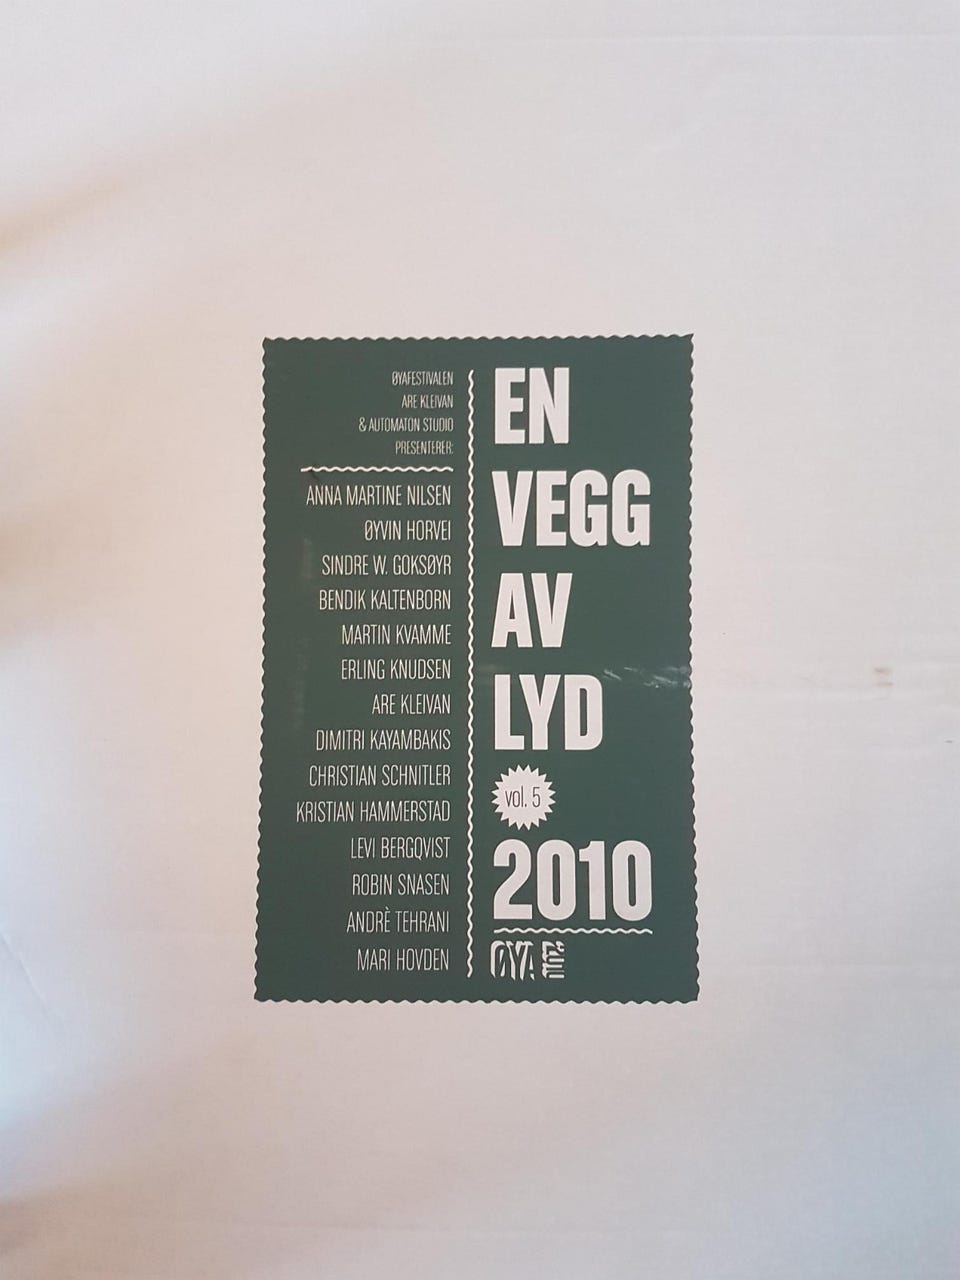 ØYAFESTIVALEN
ARE KLEIVAN
& AUTOMATON STUDIO
PRESENTERER:
ANNA MARTINE NILSEN
ØYVIN HORVEI
SINDRE W. GOKSØYR
BENDIK KALTENBORN
MARTIN KVAMME
ERLING KNUDSEN
ARE KLEIVAN
DIMITRI KAYAMBAKIS
CHRISTIAN SCHNITLER
KRISTIAN HAMMERSTAD
LEVI BERGQVIST
ROBIN SNASEN
ANDRÈ TEHRANI
MARI HOVDEN
EN
VEGG
AV
LYD
vol. 5
2010
ØYA 2010